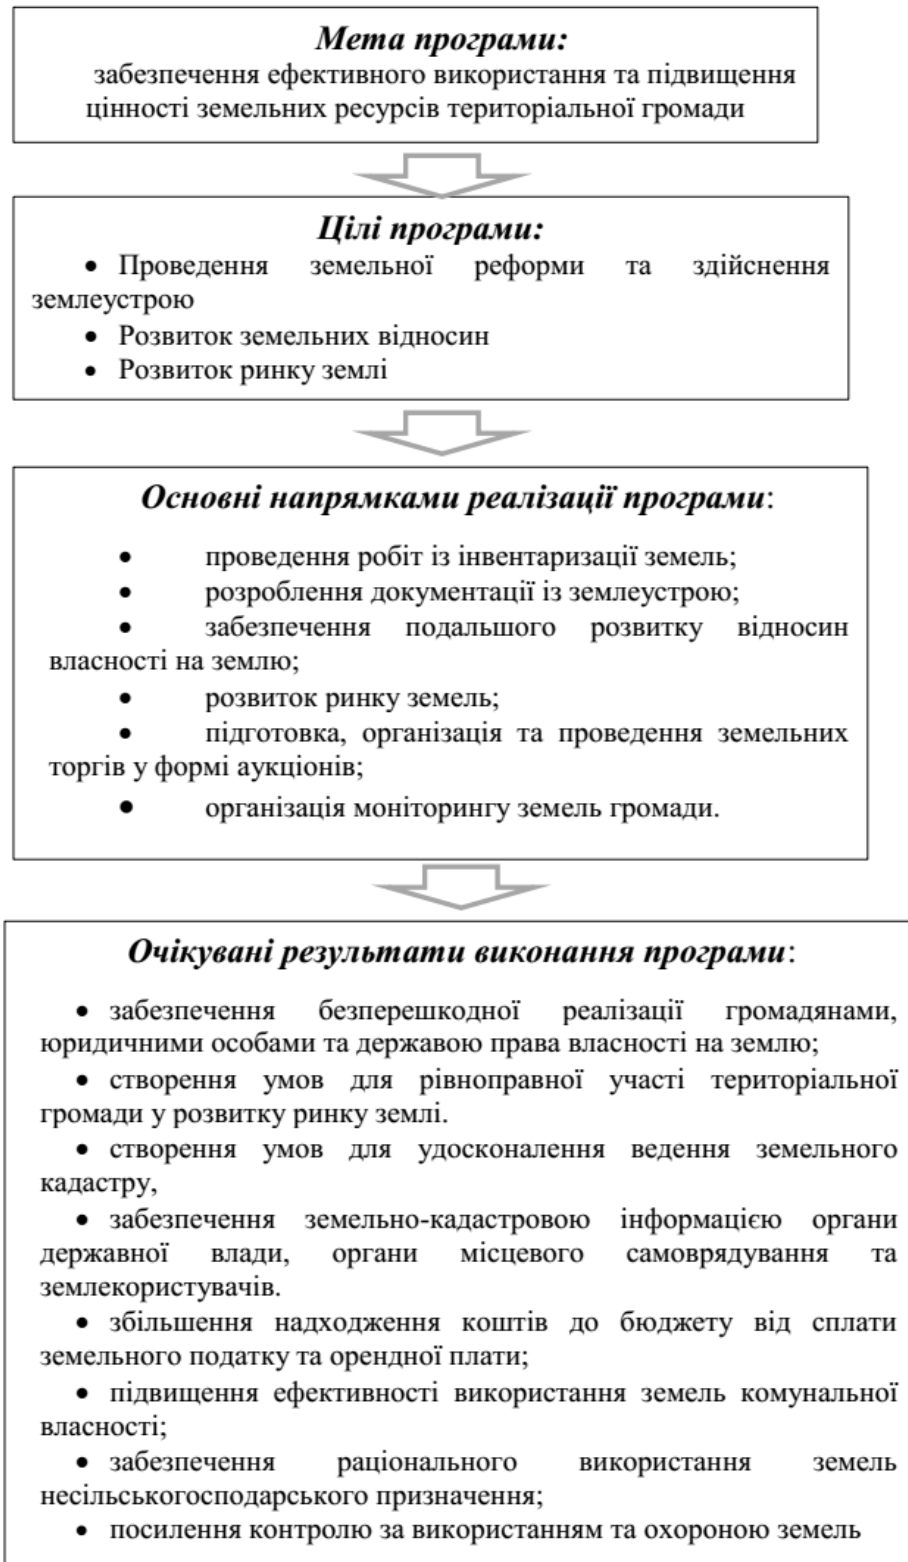 Мета програми:
забезпечення ефективного використання та підвищення
цінності земельних ресурсів територіальної громади
Цілі програми:
• Проведення земельної реформи та здійснення
землеустрою
• Розвиток земельних відносин
• Розвиток ринку землі
Основні напрямками реалізації програми:
• проведення робіт із інвентаризації земель;
• розроблення документації із землеустрою;
• забезпечення подальшого розвитку відносин
власності на землю;
• розвиток ринку земель;
• підготовка, організація та проведення земельних
торгів у формі аукціонів;
• організація моніторингу земель громади.
Очікувані результати виконання програми:
• забезпечення безперешкодної реалізації громадянами,
юридичними особами та державою права власності на землю;
• створення умов для рівноправної участі територіальної
громади у розвитку ринку землі.
• створення умов для удосконалення ведення земельного
кадастру,
• забезпечення земельно-кадастровою інформацією органи
державної влади, органи місцевого самоврядування та
землекористувачів.
• збільшення надходження коштів до бюджету від сплати
земельного податку та орендної плати;
• підвищення ефективності використання земель комунальної
власності;
• забезпечення раціонального використання земель
несільськогосподарського призначення;
• посилення контролю за використанням та охороною земель